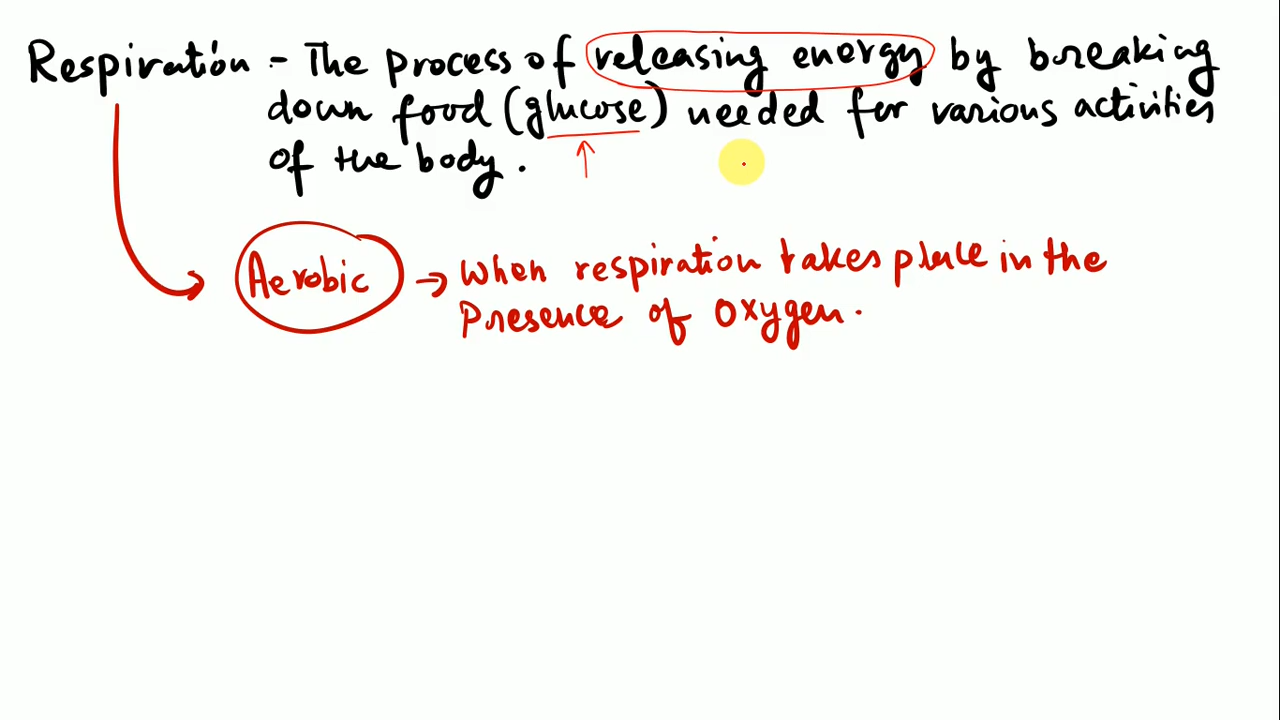 Respiration - The process of releasing energy by breaking
down food (glucose) needed for various activities
of the body.
Aerobic → When respiration takes place in the
Presence of Oxygen.